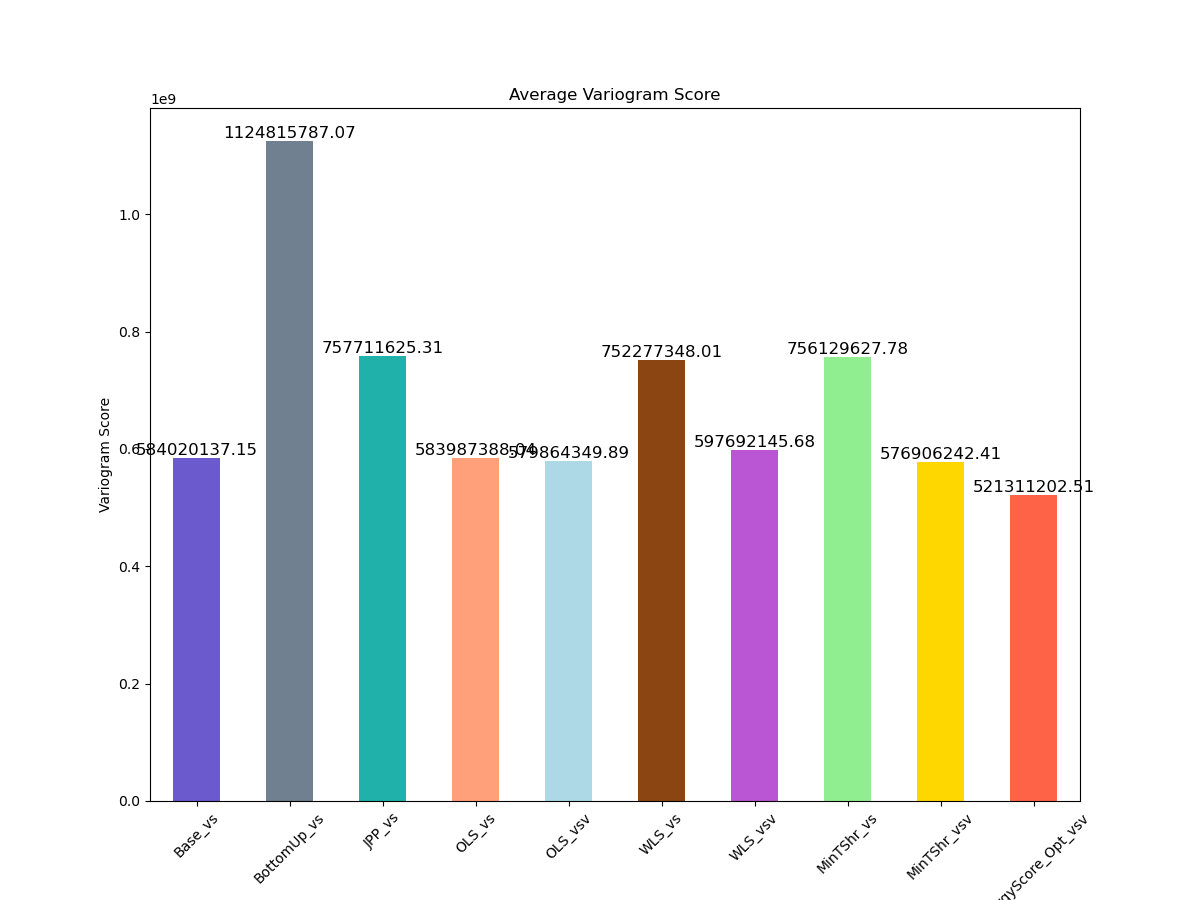 Average Variogram Score
1e9
1124815787.07
1.0
0.8
757711625.31
752277348.01
756129627.78
0.6
584020137.15
583987388.04
579864349.89
597692145.68
576906242.41
521311202.51
Variogram Score
0.4
0.2
0.0
Base_vs
BottomUp_vs
JPP_vs
OLS_vs
OLS_vsv
WLS_vs
WLS_vsv
MinTShr_vs
MinTShr_vsv
gyScore_Opt_vsv